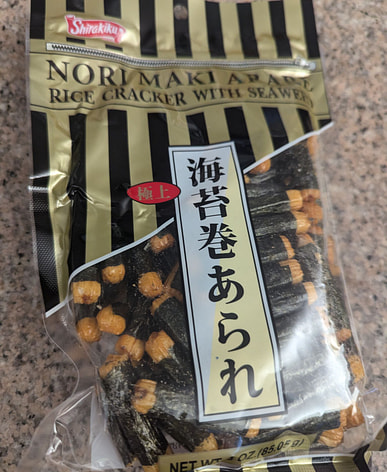 Shirakiku
NORI MAKI ARARE
RICE CRACKER WITH SEAWEED
極上
海苔巻あられ